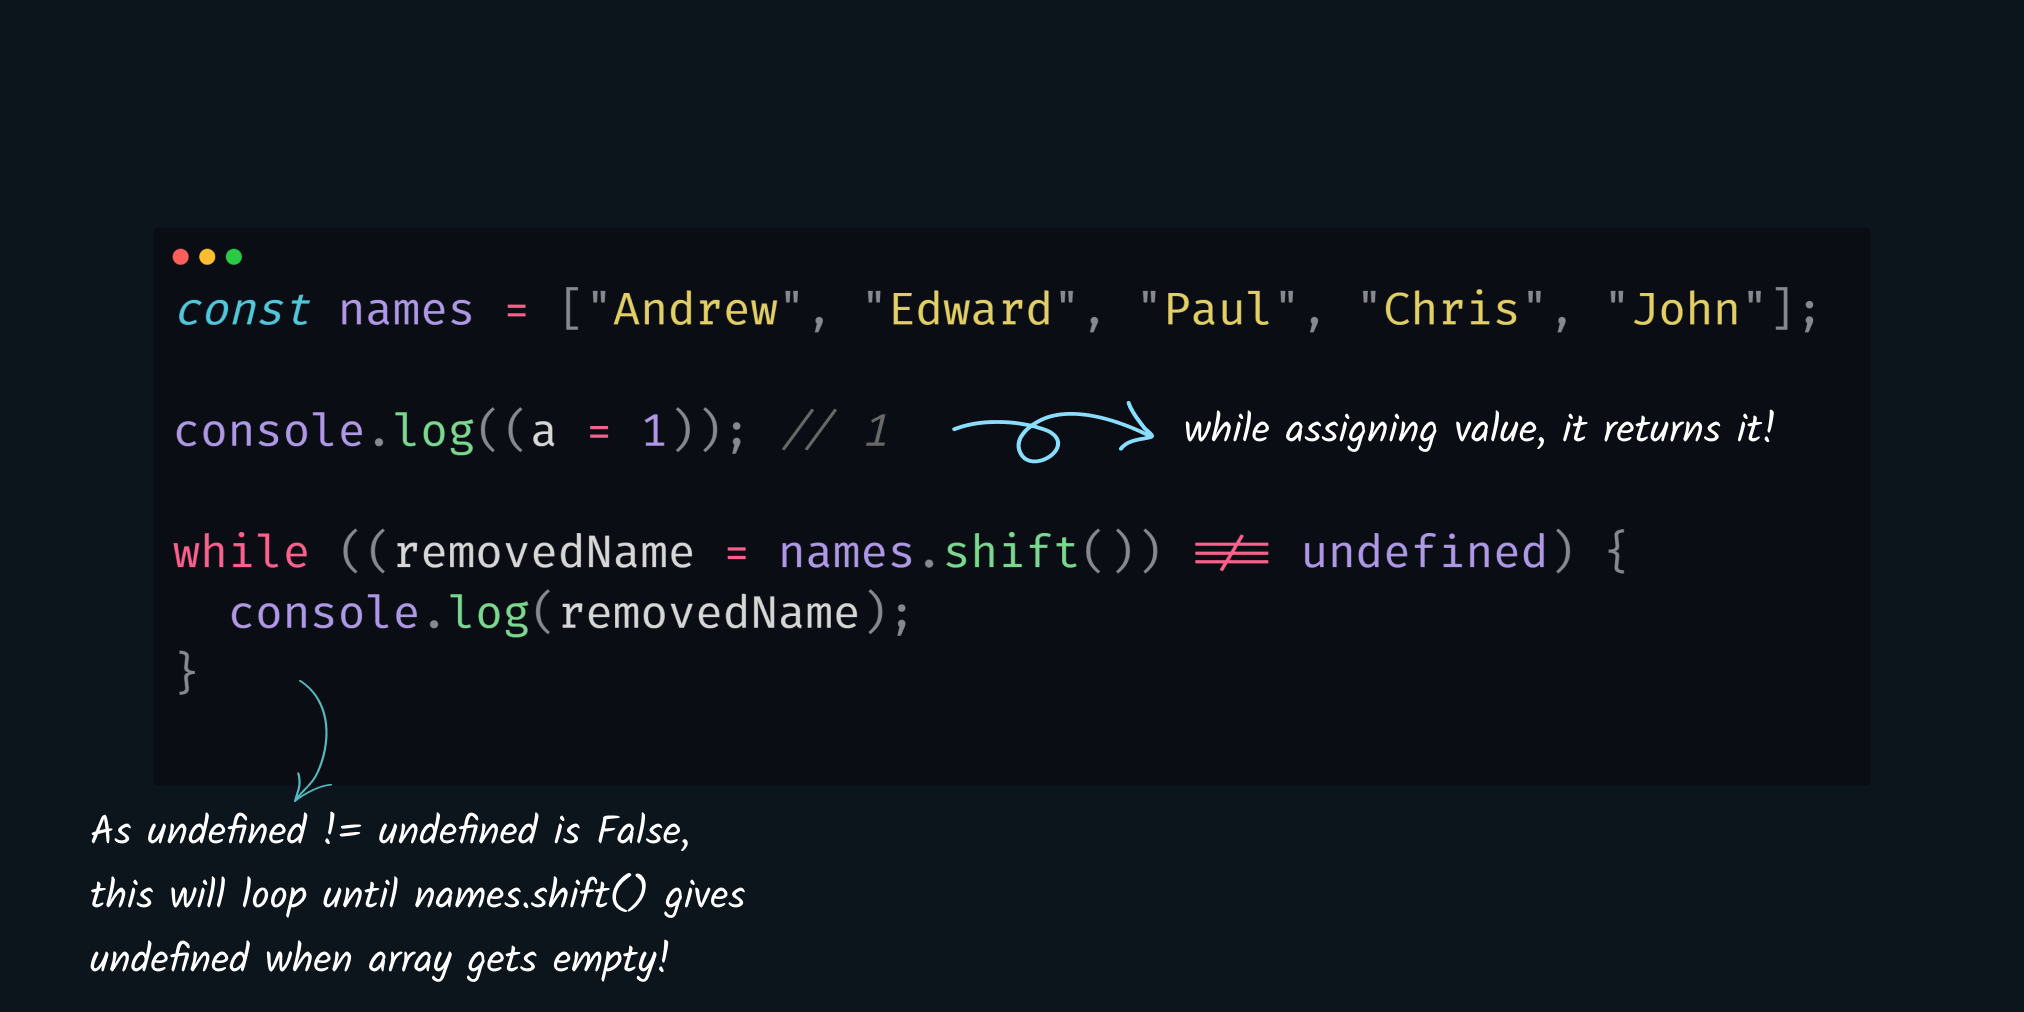 const names = ["Andrew", "Edward", "Paul", "Chris", "John"];
console.log((a = 1)); // 1
while assigning value, it returns it!
while ((removedName = names.shift()) !== undefined) {
console.log(removedName);
}
As undefined != undefined is False,
this will loop until names.shift() gives
undefined when array gets empty!